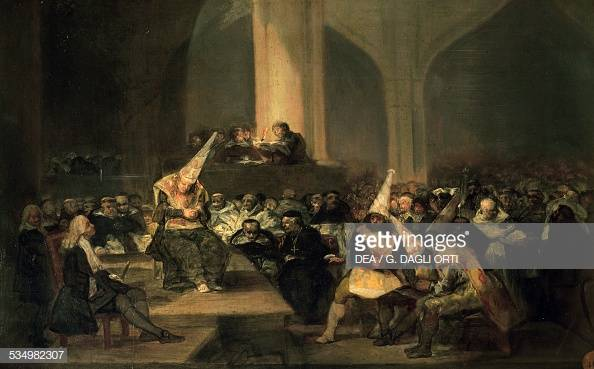 gettyimages
DEA / G. DAGLI ORTI
534982307